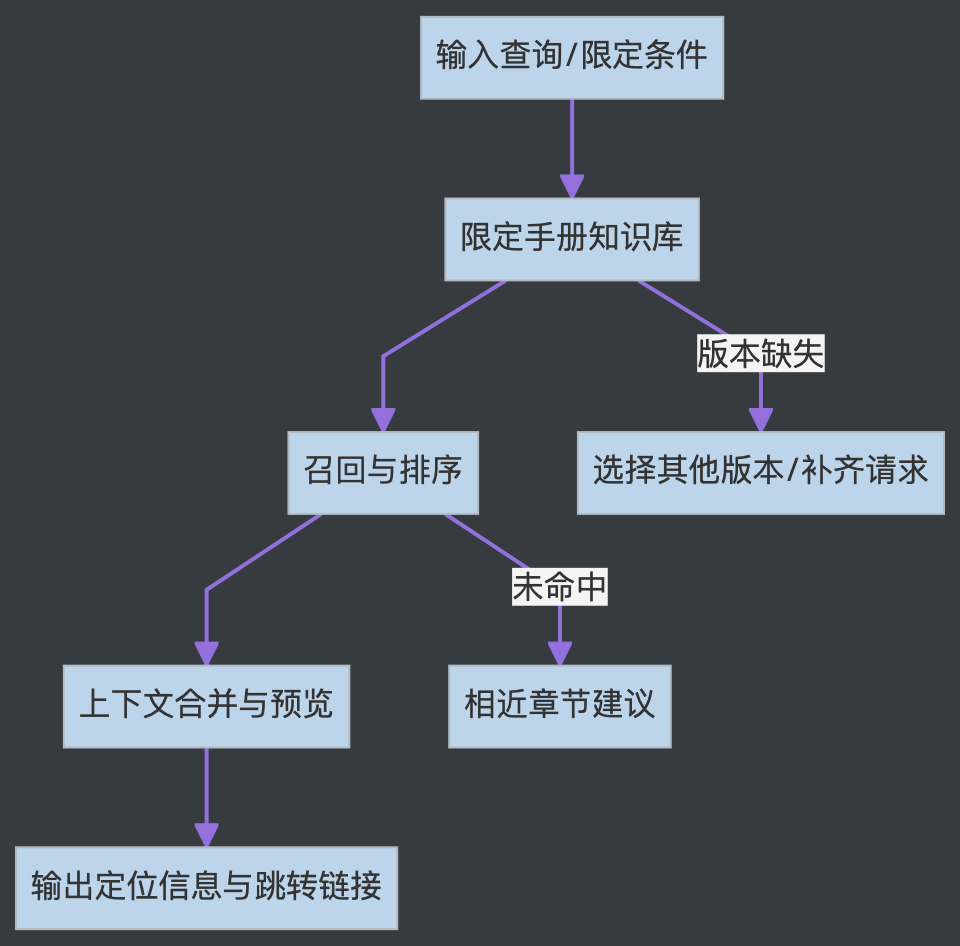 输入查询/限定条件
限定手册知识库
版本缺失
召回与排序
选择其他版本/补齐请求
未命中
上下文合并与预览
相近章节建议
输出定位信息与跳转链接